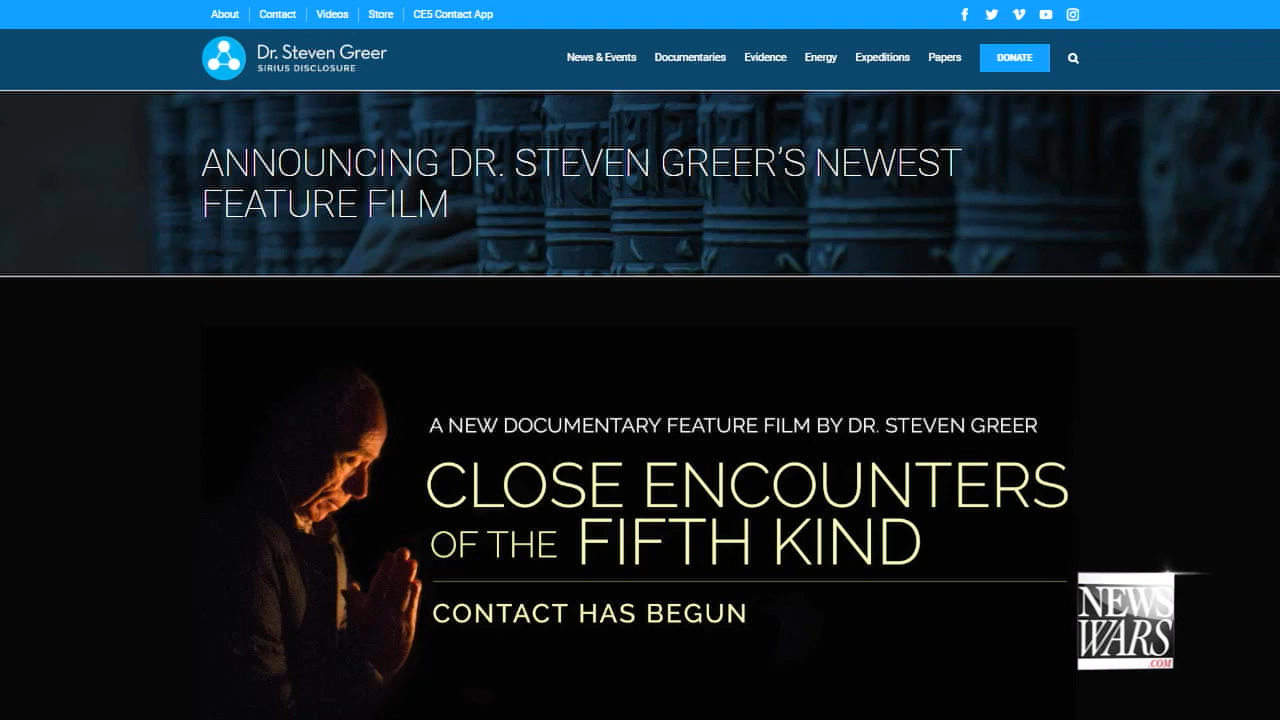 About
Contact
Videos
Store
CE5 Contact App
Dr. Steven Greer
SIRIUS DISCLOSURE
News & Events
Documentaries
Evidence
Energy
Expeditions
Papers
DONATE
ANNOUNCING DR. STEVEN GREER’S NEWEST
FEATURE FILM
A NEW DOCUMENTARY FEATURE FILM BY DR. STEVEN GREER
CLOSE ENCOUNTERS
OF THE FIFTH KIND
CONTACT HAS BEGUN
NEWS
WARS
.COM